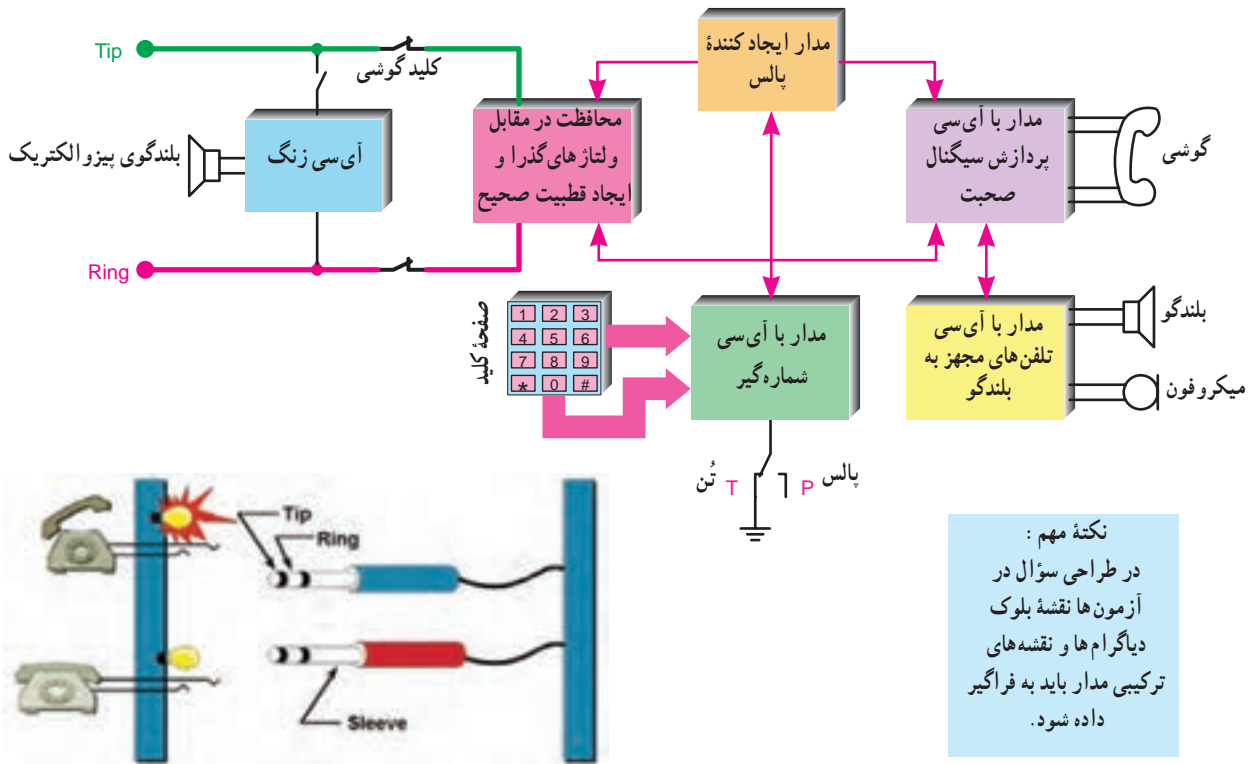 Tip
کلید گوشی
آی‌سی زنگ
بلندگوی پیزوالکتریک
Ring
محافظت در مقابل
ولتاژهای‌گذرا و
ایجاد قطبیت صحیح
مدار ایجاد کنندۀ
پالس
مدار با آی‌سی
پردازش سیگنال
صحبت
گوشی
صفحۀ کلید
1 2 3
4 5 6
7 8 9
* 0 #
مدار با آی‌سی
شماره‌گیر
مدار با آی‌سی
تلفن‌های مجهز به
بلندگو
بلندگو
میکروفون
پالس P T تُن
Tip
Ring
Sleeve
نکتۀ مهم :
در طراحی سؤال در
آزمون‌ها نقشۀ بلوک
دیاگرام‌ها و نقشه‌های
ترکیبی مدار باید به فراگیر
داده شود.